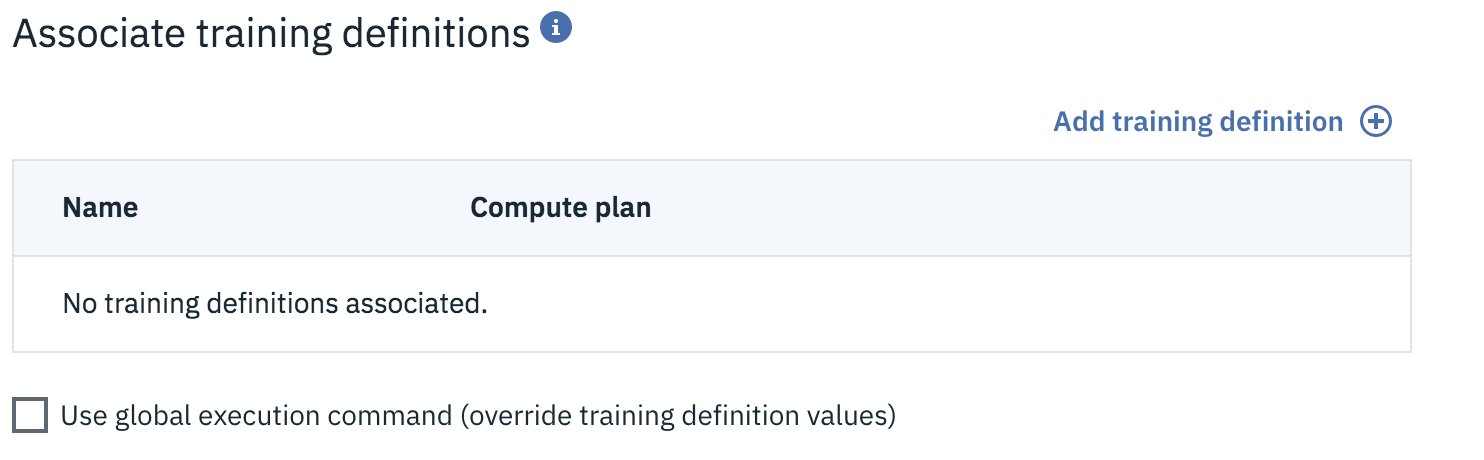 Associate training definitions
Add training definition
Name Compute plan
No training definitions associated.
Use global execution command (override training definition values)